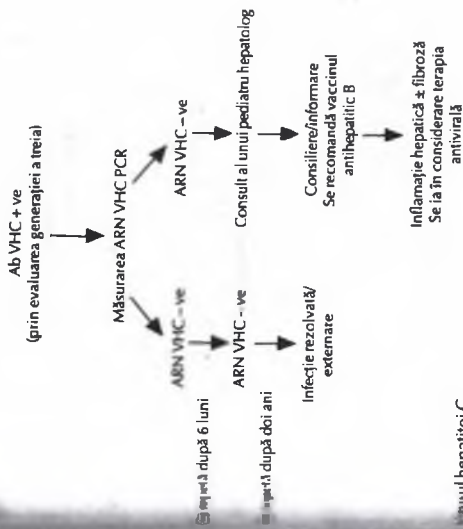 Ab VHC + ve
(prin evaluarea generației a treia)
Măsurarea ARN VHC PCR
ARN VHC – ve
ARN VHC – ve
după 6 luni
ARN VHC – ve
Consult al unui pediatru hepatolog
după doi ani
Infecție rezolvată/
externare
Consiliere/informare
Se recomandă vaccinul
antihepatitic B
Inflamație hepatică ± fibroză
Se ia în considerare terapia
antivirală
hepatitei C